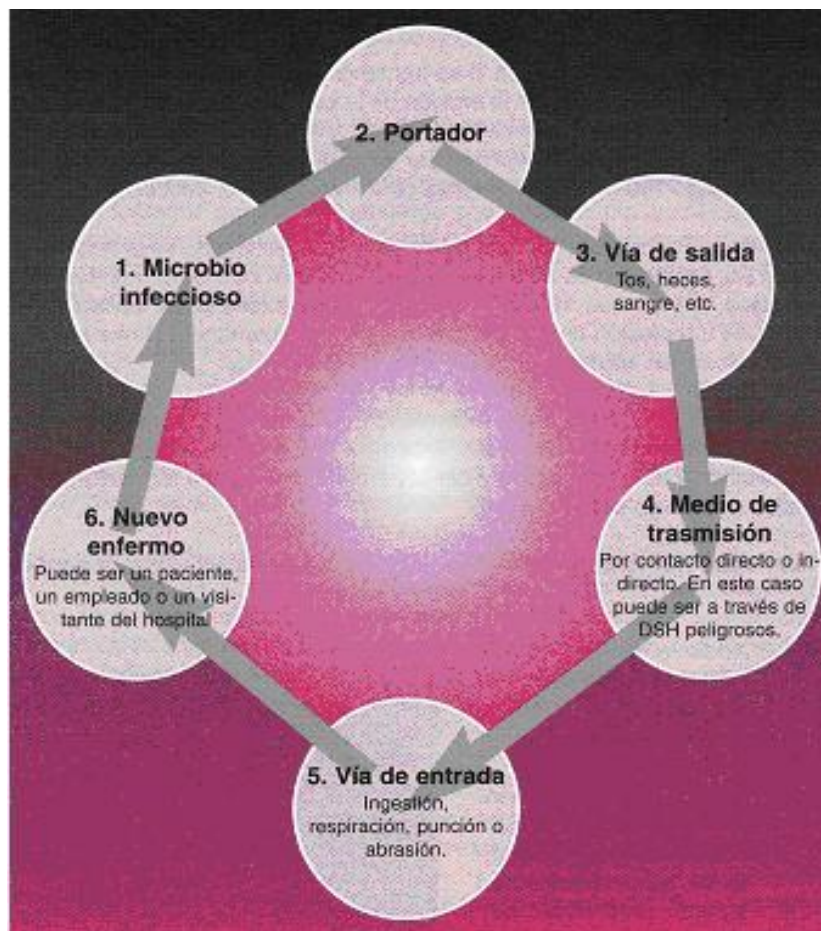 1. Microbio
infeccioso
2. Portador
3. Vía de salida
Tos, heces,
sangre, etc.
4. Medio de
trasmisión
Por contacto directo o in-
directo. En este caso
puede ser a través de
DSH peligrosos.
5. Vía de entrada
Ingestión,
respiración, punción o
abrasión.
6. Nuevo
enfermo
Puede ser un paciente,
un empleado o un visi-
tante del hospital